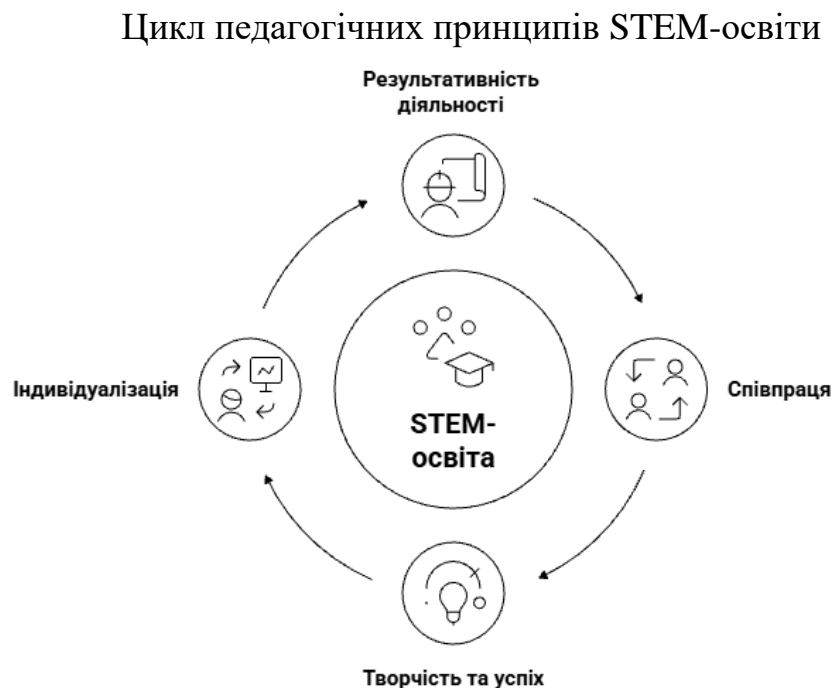 Цикл педагогічних принципів STEM-освіти
Результативність
діяльності
Індивідуалізація
STEM-
освіта
Співпраця
Творчість та успіх